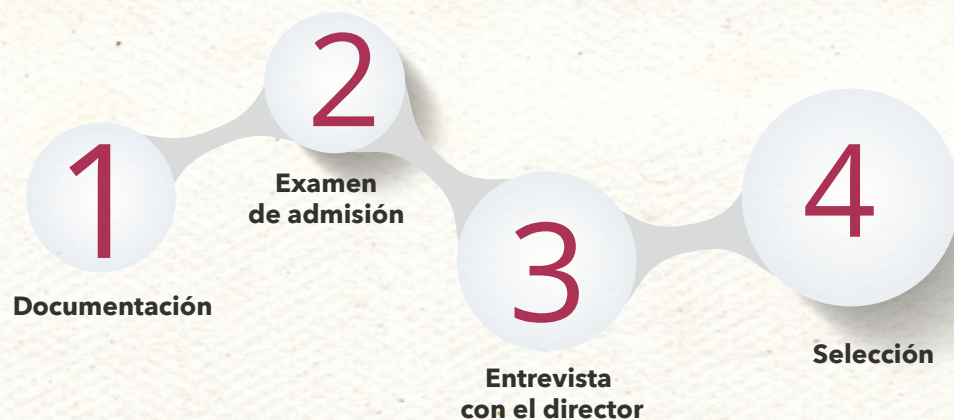 1
Documentación
2
Examen
de admisión
3
Entrevista
con el director
4
Selección